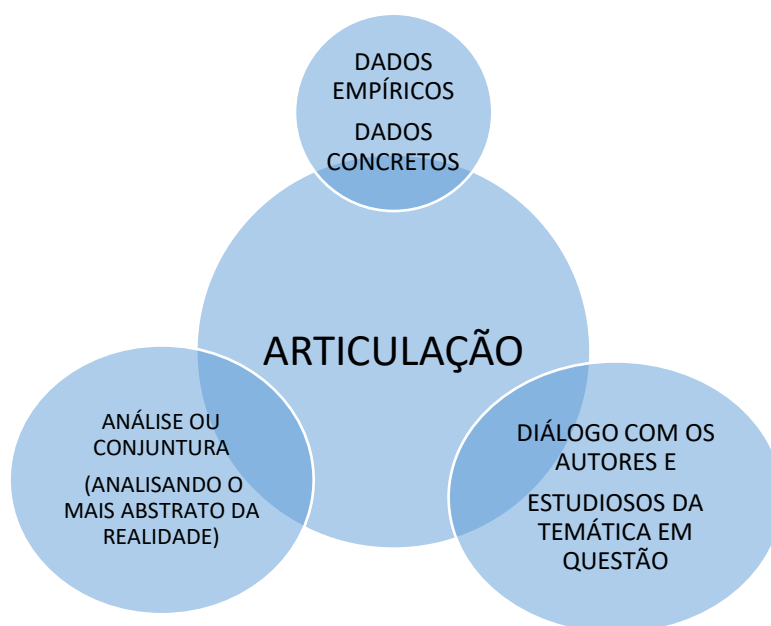 DADOS
EMPÍRICOS
DADOS
CONCRETOS
ARTICULAÇÃO
ANÁLISE OU
CONJUNTURA
(ANALISANDO O
MAIS ABSTRATO DA
REALIDADE)
DIÁLOGO COM OS
AUTORES E
ESTUDIOSOS DA
TEMÁTICA EM
QUESTÃO